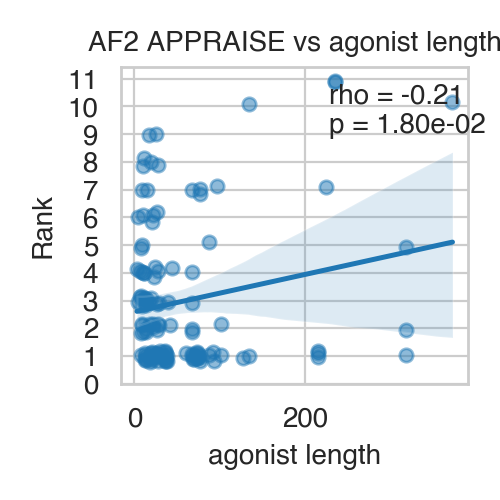 AF2 APPRAISE vs agonist length
rho = -0.21
p = 1.80e-02
11
10
9
8
7
6
5
4
3
2
1
0
Rank
0 200
agonist length